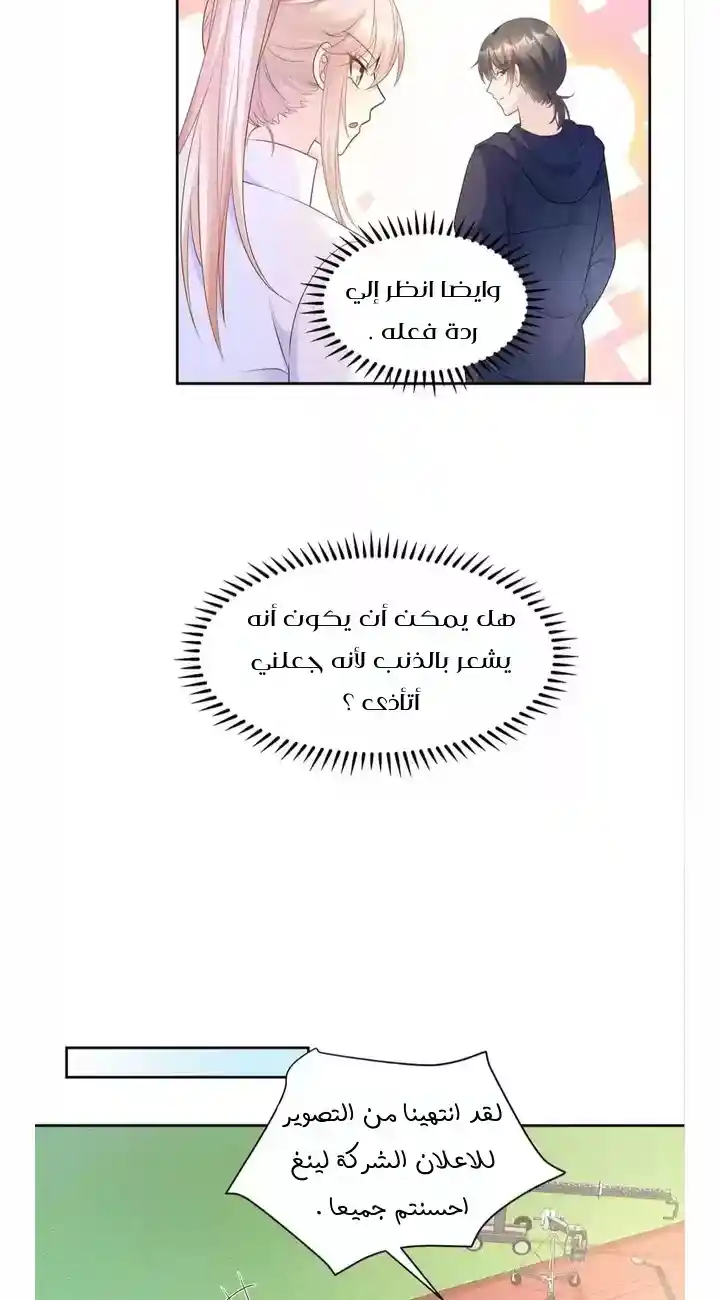 وايضا انظر إلي
ردة فعله .
هل يمكن أن يكون أنه
يشعر بالذنب لأنه جعلني
أتأذى ؟
لقد انتهينا من التصوير
للاعلان الشركة لينغ
احسنتم جميعا .